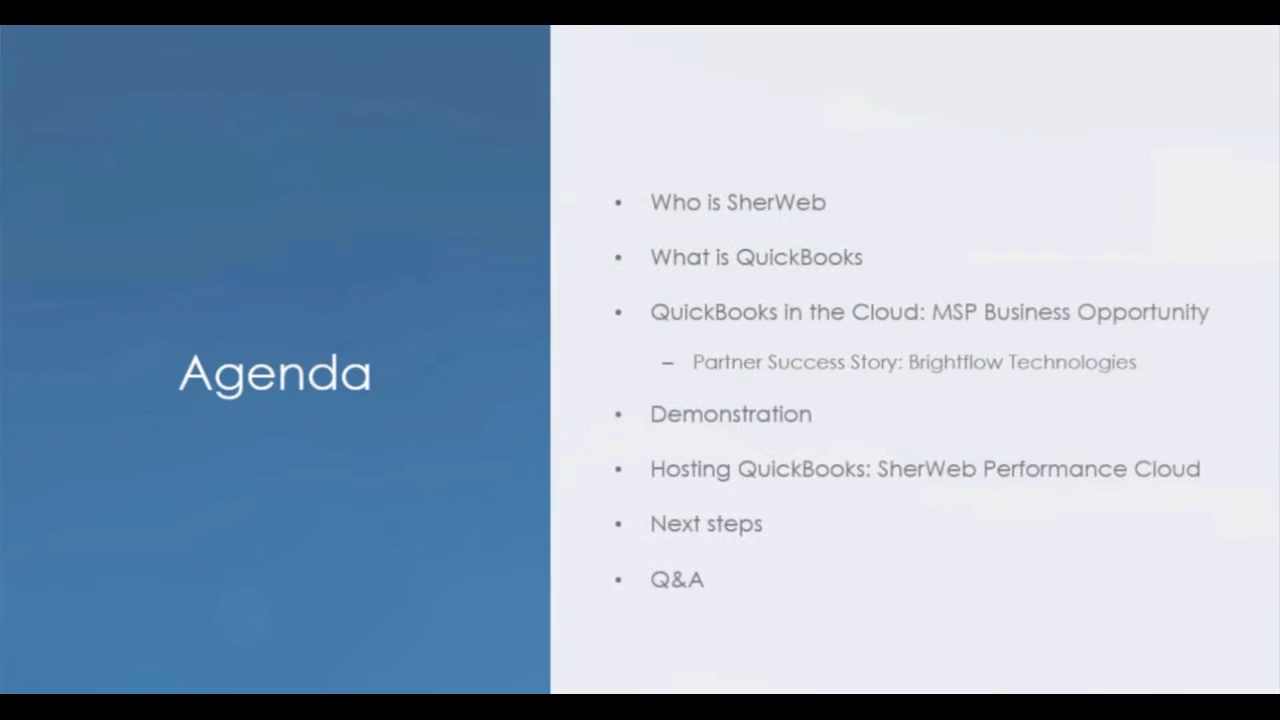 Agenda
• Who is SherWeb
• What is QuickBooks
• QuickBooks in the Cloud: MSP Business Opportunity
– Partner Success Story: Brightflow Technologies
• Demonstration
• Hosting QuickBooks: SherWeb Performance Cloud
• Next steps
• Q&A